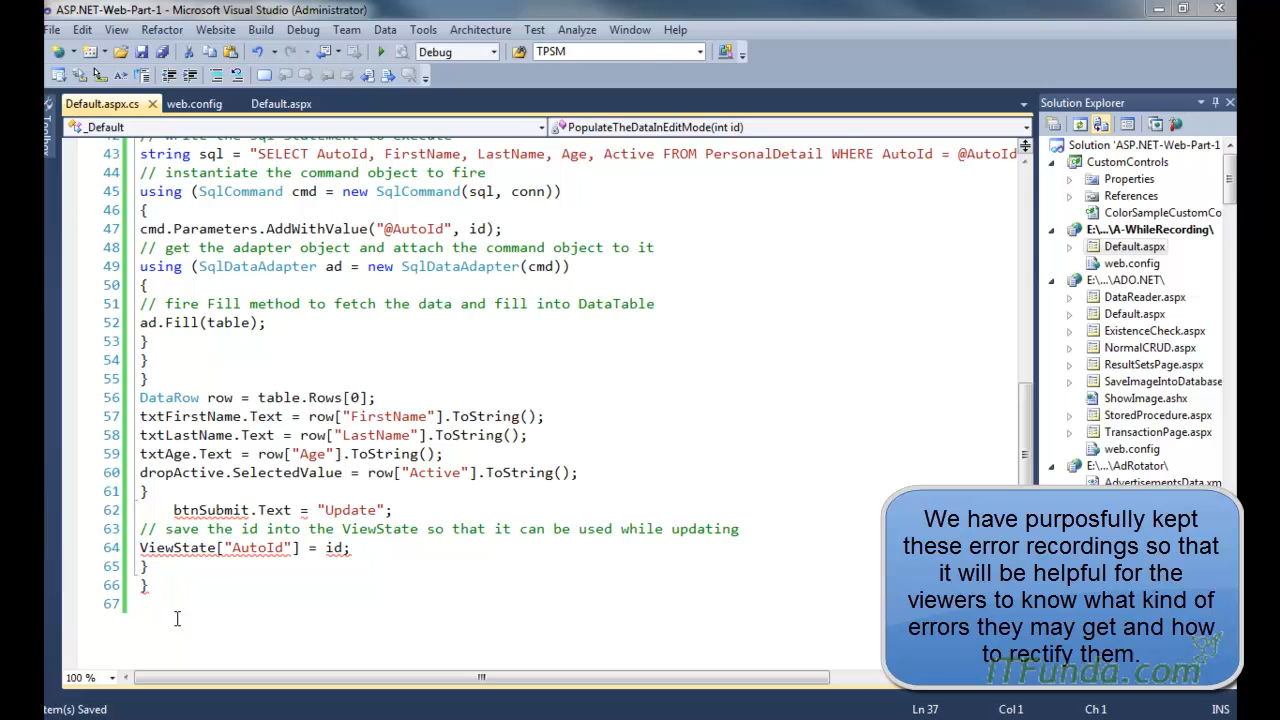 ASP.NET-Web-Part-1 - Microsoft Visual Studio (Administrator)
File Edit View Refactor Website Build Debug Team Data Tools Architecture Test Analyze Window Help
Debug TPSM
Default.aspx.cs web.config Default.aspx
_Default PopulateTheDataInEditMode(int id)
43 string sql = "SELECT AutoId, FirstName, LastName, Age, Active FROM PersonalDetail WHERE AutoId = @AutoId
44 // instantiate the command object to fire
45 using (SqlCommand cmd = new SqlCommand(sql, conn))
46 {
47 cmd.Parameters.AddWithValue("@AutoId", id);
48 // get the adapter object and attach the command object to it
49 using (SqlDataAdapter ad = new SqlDataAdapter(cmd))
50 {
51 // fire Fill method to fetch the data and fill into DataTable
52 ad.Fill(table);
53 }
54 }
55 }
56 DataRow row = table.Rows[0];
57 txtFirstName.Text = row["FirstName"].ToString();
58 txtLastName.Text = row["LastName"].ToString();
59 txtAge.Text = row["Age"].ToString();
60 dropActive.SelectedValue = row["Active"].ToString();
61 }
62 btnSubmit.Text = "Update";
63 // save the id into the ViewState so that it can be used while updating
64 ViewState["AutoId"] = id;
65 }
66 }
67
100 %
Solution Explorer
Solution 'ASP.NET-Web-Part-1
CustomControls
Properties
References
ColorSampleCustomCo
E:\...\A-WhileRecording\
Default.aspx
web.config
E:\...\ADO.NET\
DataReader.aspx
Default.aspx
ExistenceCheck.aspx
NormalCRUD.aspx
ResultSetsPage.aspx
SaveImageIntoDatabase
ShowImage.ashx
StoredProcedure.aspx
TransactionPage.aspx
web.config
E:\...\AdRotator\
AdvertisementsData.xm
We have purposfully kept
these error recordings so that
it will be helpful for the
viewers to know what kind of
errors they may get and how
to rectify them.
ITFunda.com
tem(s) Saved Ln 37 Col 1 Ch 1 INS